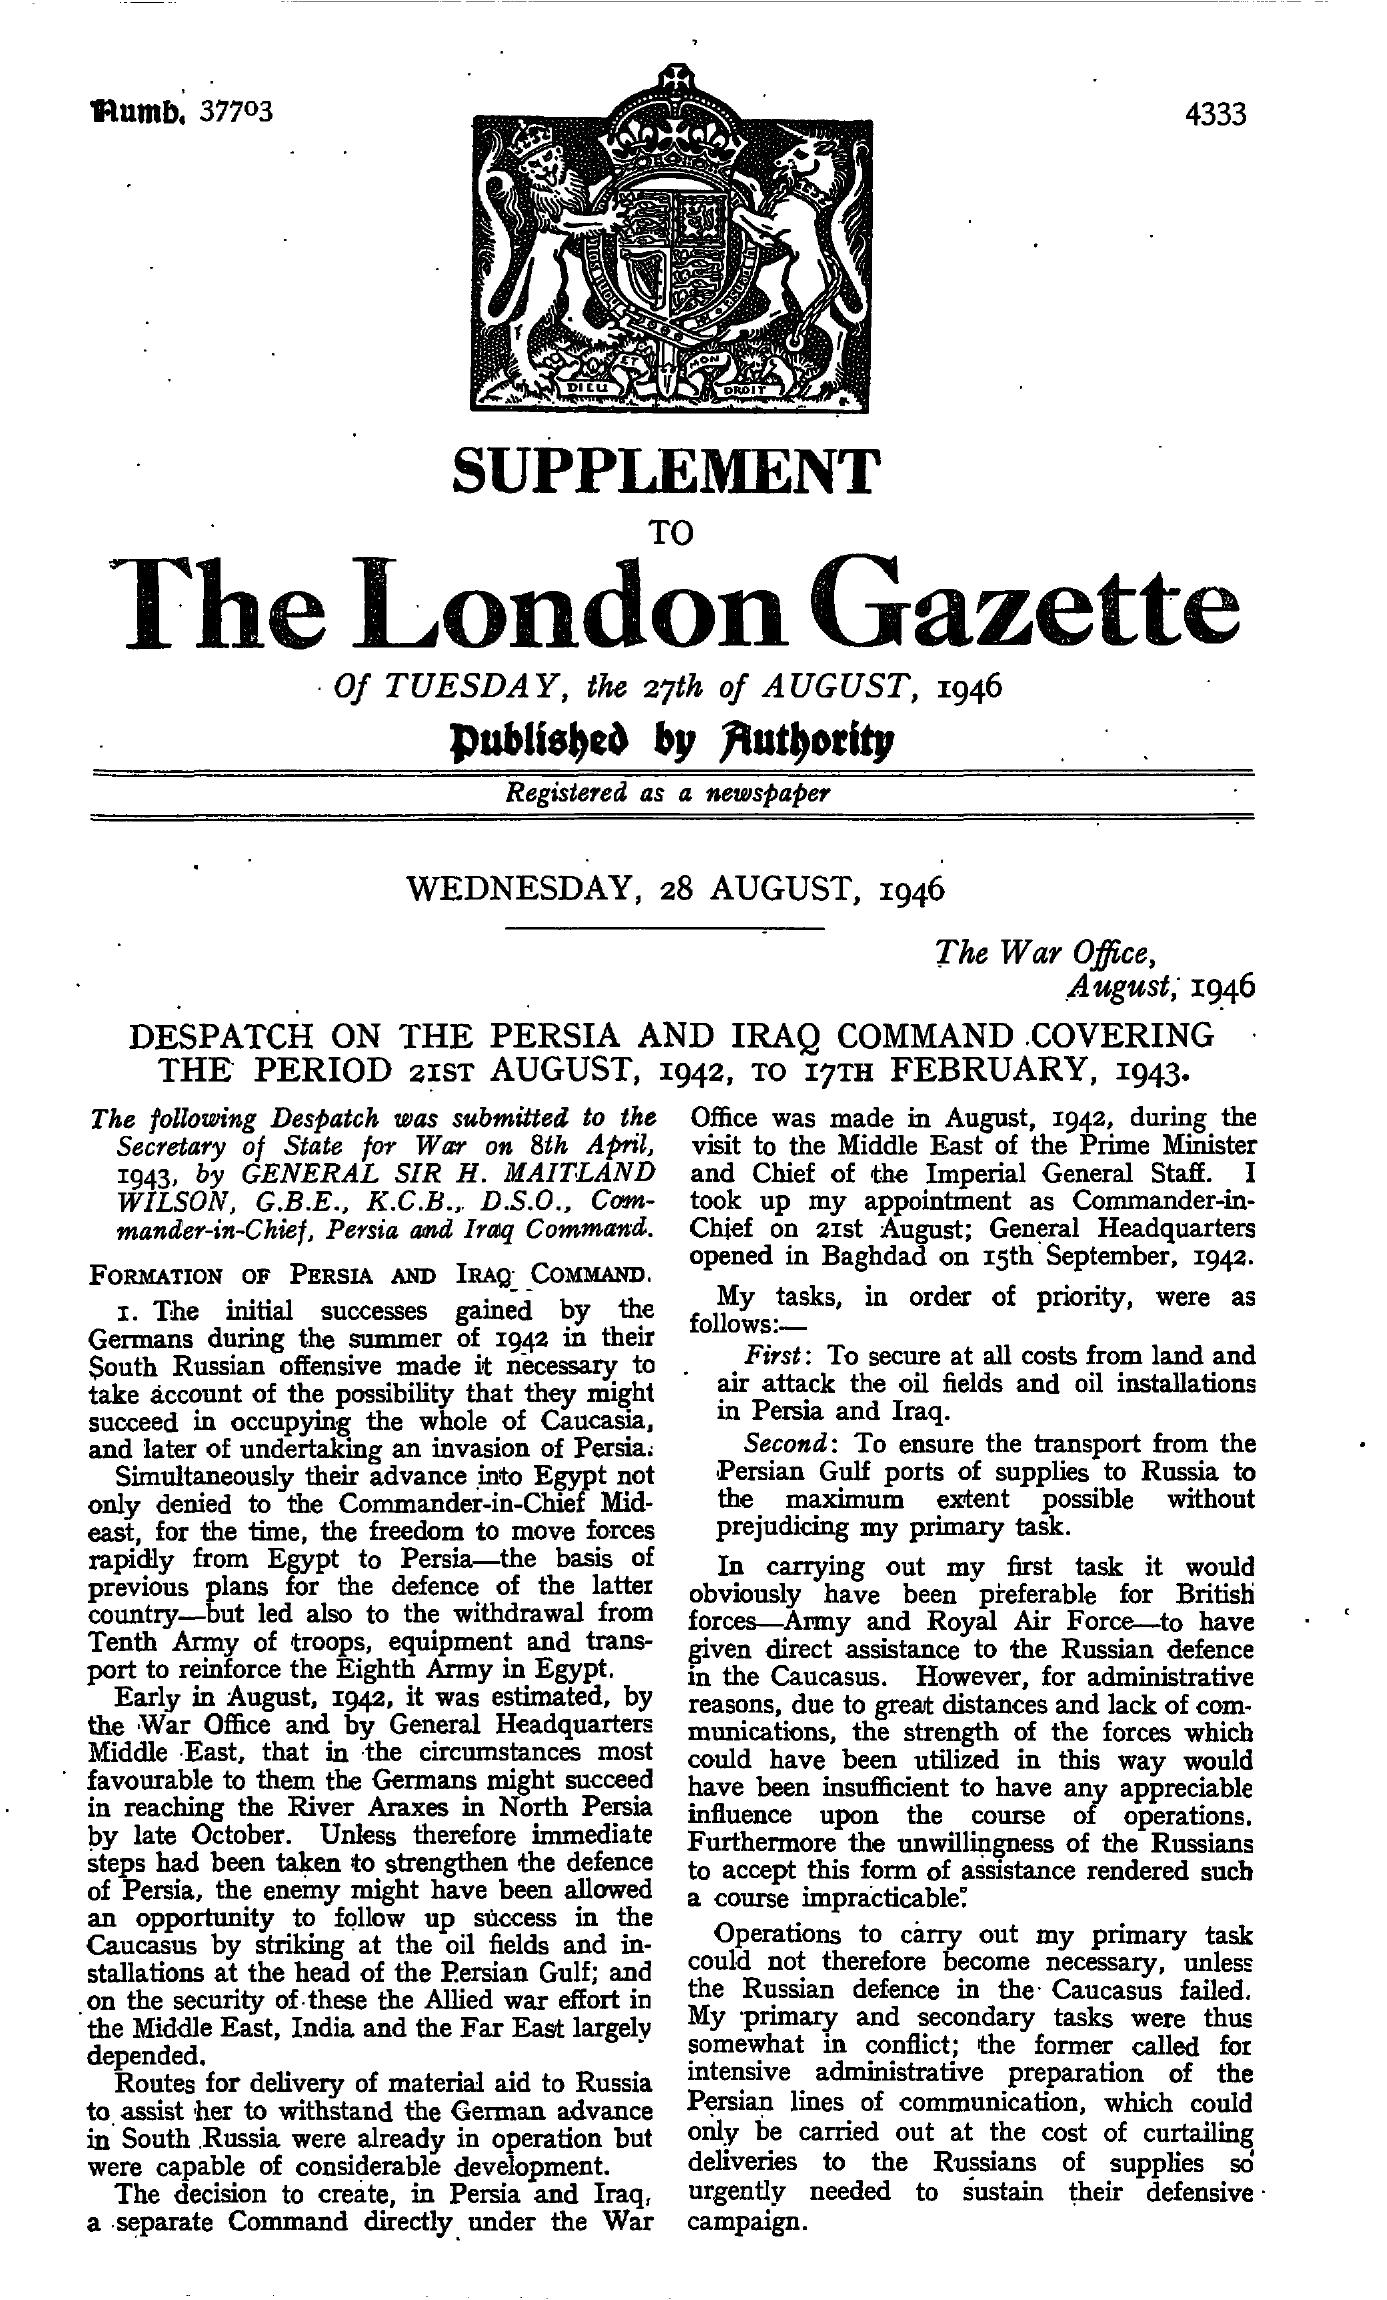 Numb. 37703
4333
DIEU ET MON DROIT
SUPPLEMENT
TO
The London Gazette
Of TUESDAY, the 27th of AUGUST, 1946
Published by Authority
Registered as a newspaper
WEDNESDAY, 28 AUGUST, 1946
The War Office,
August, 1946
DESPATCH ON THE PERSIA AND IRAQ COMMAND COVERING
THE PERIOD 21ST AUGUST, 1942, TO 17TH FEBRUARY, 1943.
The following Despatch was submitted to the
Secretary of State for War on 8th April,
1943, by GENERAL SIR H. MAITLAND
WILSON, G.B.E., K.C.B., D.S.O., Com-
mander-in-Chief, Persia and Iraq Command.
FORMATION OF PERSIA AND IRAQ COMMAND.
1. The initial successes gained by the
Germans during the summer of 1942 in their
South Russian offensive made it necessary to
take account of the possibility that they might
succeed in occupying the whole of Caucasia,
and later of undertaking an invasion of Persia.
Simultaneously their advance into Egypt not
only denied to the Commander-in-Chief Mid-
east, for the time, the freedom to move forces
rapidly from Egypt to Persia—the basis of
previous plans for the defence of the latter
country—but led also to the withdrawal from
Tenth Army of troops, equipment and trans-
port to reinforce the Eighth Army in Egypt.
Early in August, 1942, it was estimated, by
the War Office and by General Headquarters
Middle East, that in the circumstances most
favourable to them the Germans might succeed
in reaching the River Araxes in North Persia
by late October. Unless therefore immediate
steps had been taken to strengthen the defence
of Persia, the enemy might have been allowed
an opportunity to follow up success in the
Caucasus by striking at the oil fields and in-
stallations at the head of the Persian Gulf; and
on the security of these the Allied war effort in
the Middle East, India and the Far East largely
depended.
Routes for delivery of material aid to Russia
to assist her to withstand the German advance
in South Russia were already in operation but
were capable of considerable development.
The decision to create, in Persia and Iraq,
a separate Command directly under the War
Office was made in August, 1942, during the
visit to the Middle East of the Prime Minister
and Chief of the Imperial General Staff. I
took up my appointment as Commander-in-
Chief on 21st August; General Headquarters
opened in Baghdad on 15th September, 1942.
My tasks, in order of priority, were as
follows:—
First: To secure at all costs from land and
air attack the oil fields and oil installations
in Persia and Iraq.
Second: To ensure the transport from the
Persian Gulf ports of supplies to Russia to
the maximum extent possible without
prejudicing my primary task.
In carrying out my first task it would
obviously have been preferable for British
forces—Army and Royal Air Force—to have
given direct assistance to the Russian defence
in the Caucasus. However, for administrative
reasons, due to great distances and lack of com-
munications, the strength of the forces which
could have been utilized in this way would
have been insufficient to have any appreciable
influence upon the course of operations.
Furthermore the unwillingness of the Russians
to accept this form of assistance rendered such
a course impracticable.
Operations to carry out my primary task
could not therefore become necessary, unless
the Russian defence in the Caucasus failed.
My primary and secondary tasks were thus
somewhat in conflict; the former called for
intensive administrative preparation of the
Persian lines of communication, which could
only be carried out at the cost of curtailing
deliveries to the Russians of supplies so
urgently needed to sustain their defensive
campaign.